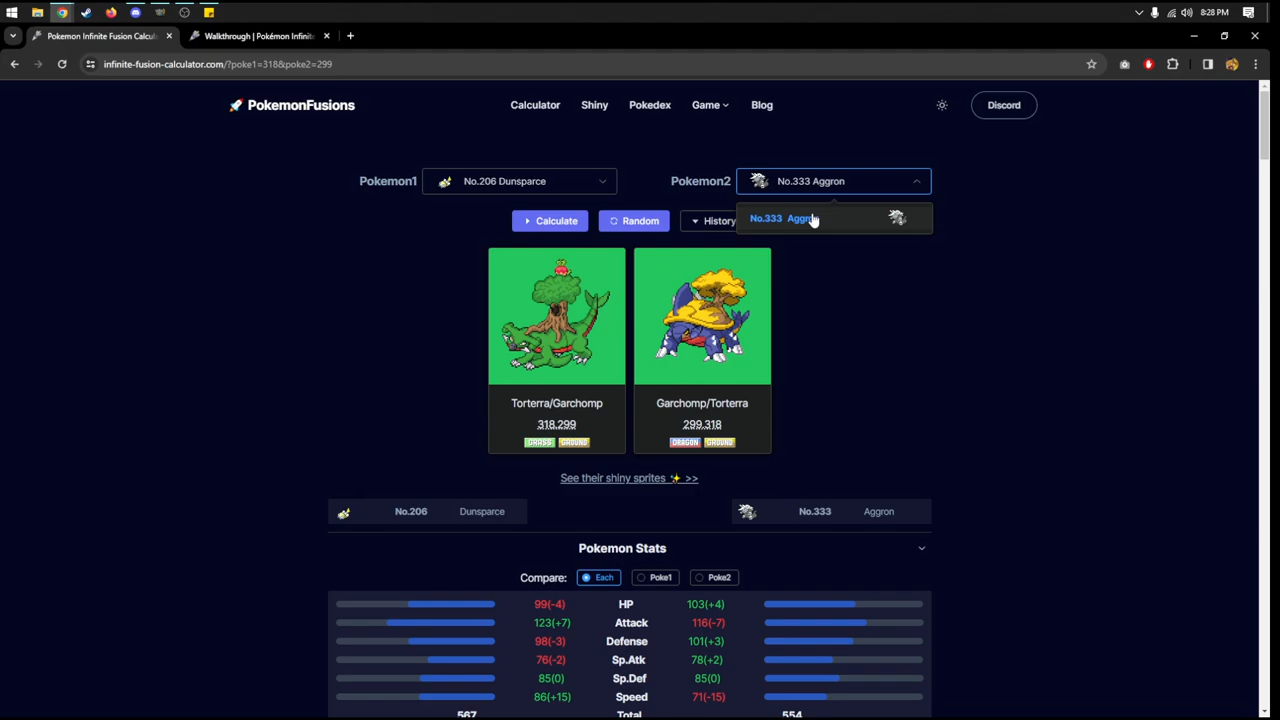 8:28 PM
Pokemon Infinite Fusion Calcul
Walkthrough | Pokémon Infini
infinite-fusion-calculator.com/?poke1=318&poke2=299
PokemonFusions
Calculator
Shiny
Pokedex
Game
Blog
Discord
Pokemon1
No.206 Dunsparce
Pokemon2
No.333 Aggron
Calculate
Random
History
No.333 Aggron
Torterra/Garchomp
318.299
GRASS GROUND
Garchomp/Torterra
299.318
DRAGON GROUND
See their shiny sprites ✨ >>
No.206 Dunsparce
No.333 Aggron
Pokemon Stats
Compare: Each Poke1 Poke2
99(-4) HP 103(+4)
123(+7) Attack 116(-7)
98(-3) Defense 101(+3)
76(-2) Sp.Atk 78(+2)
85(0) Sp.Def 85(0)
86(+15) Speed 71(-15)
567 Total 554